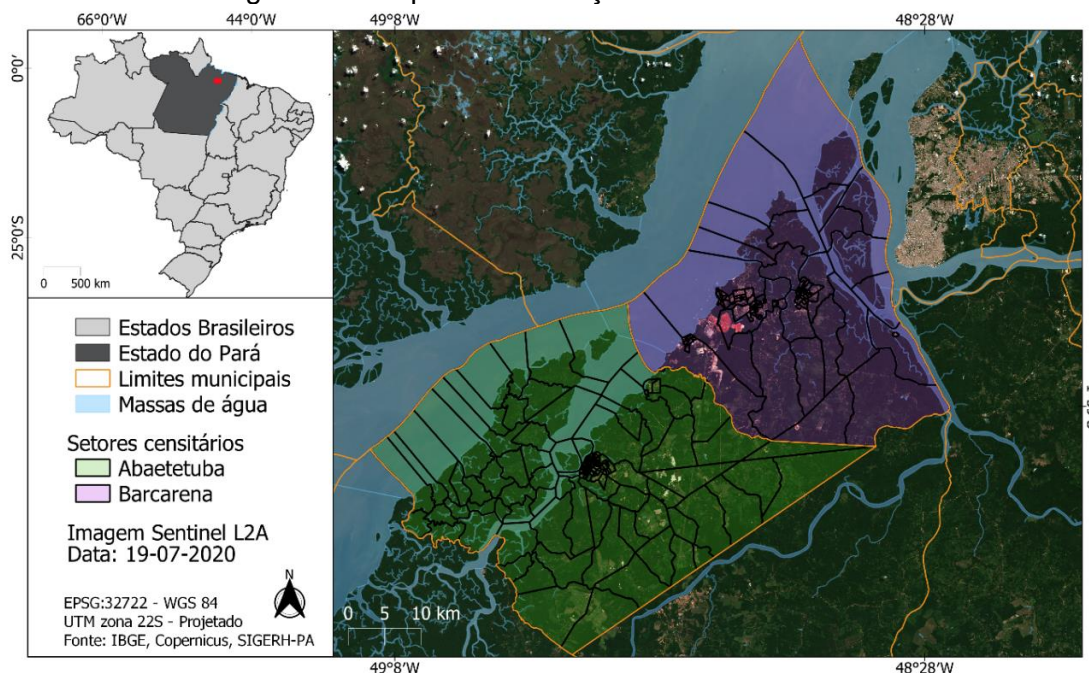 66°0'W 44°0'W
49°8'W 48°28'W
0°0'
25°0'S
0 500 km
Estados Brasileiros
Estado do Pará
Limites municipais
Massas de água
Setores censitários
Abaetetuba
Barcarena
Imagem Sentinel L2A
Data: 19-07-2020
N
EPSG:32722 - WGS 84
UTM zona 22S - Projetado
Fonte: IBGE, Copernicus, SIGERH-PA
0 5 10 km
49°8'W 48°28'W